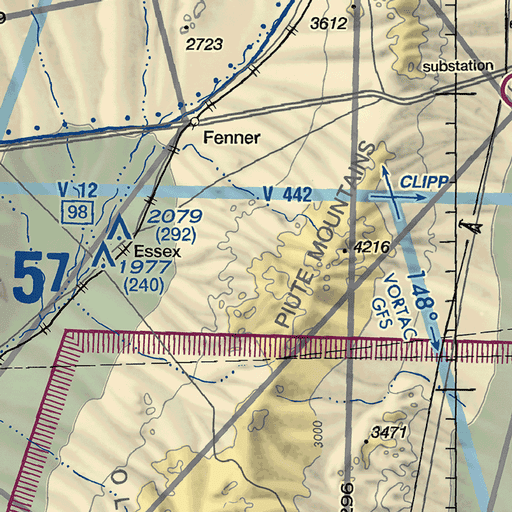 3612
2723
substation
Fenner
V 12
V 442
CLIPP
98
2079
(292)
Essex
4216
57
1977
(240)
PIUTE MOUNTAINS
148°
VORTAC
GFS
3471
3000
296
O L